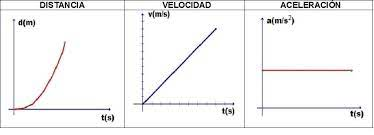 DISTANCIA
VELOCIDAD
ACELERACIÓN
d(m)
v(m/s)
a(m/s²)
t(s)
t(s)
t(s)